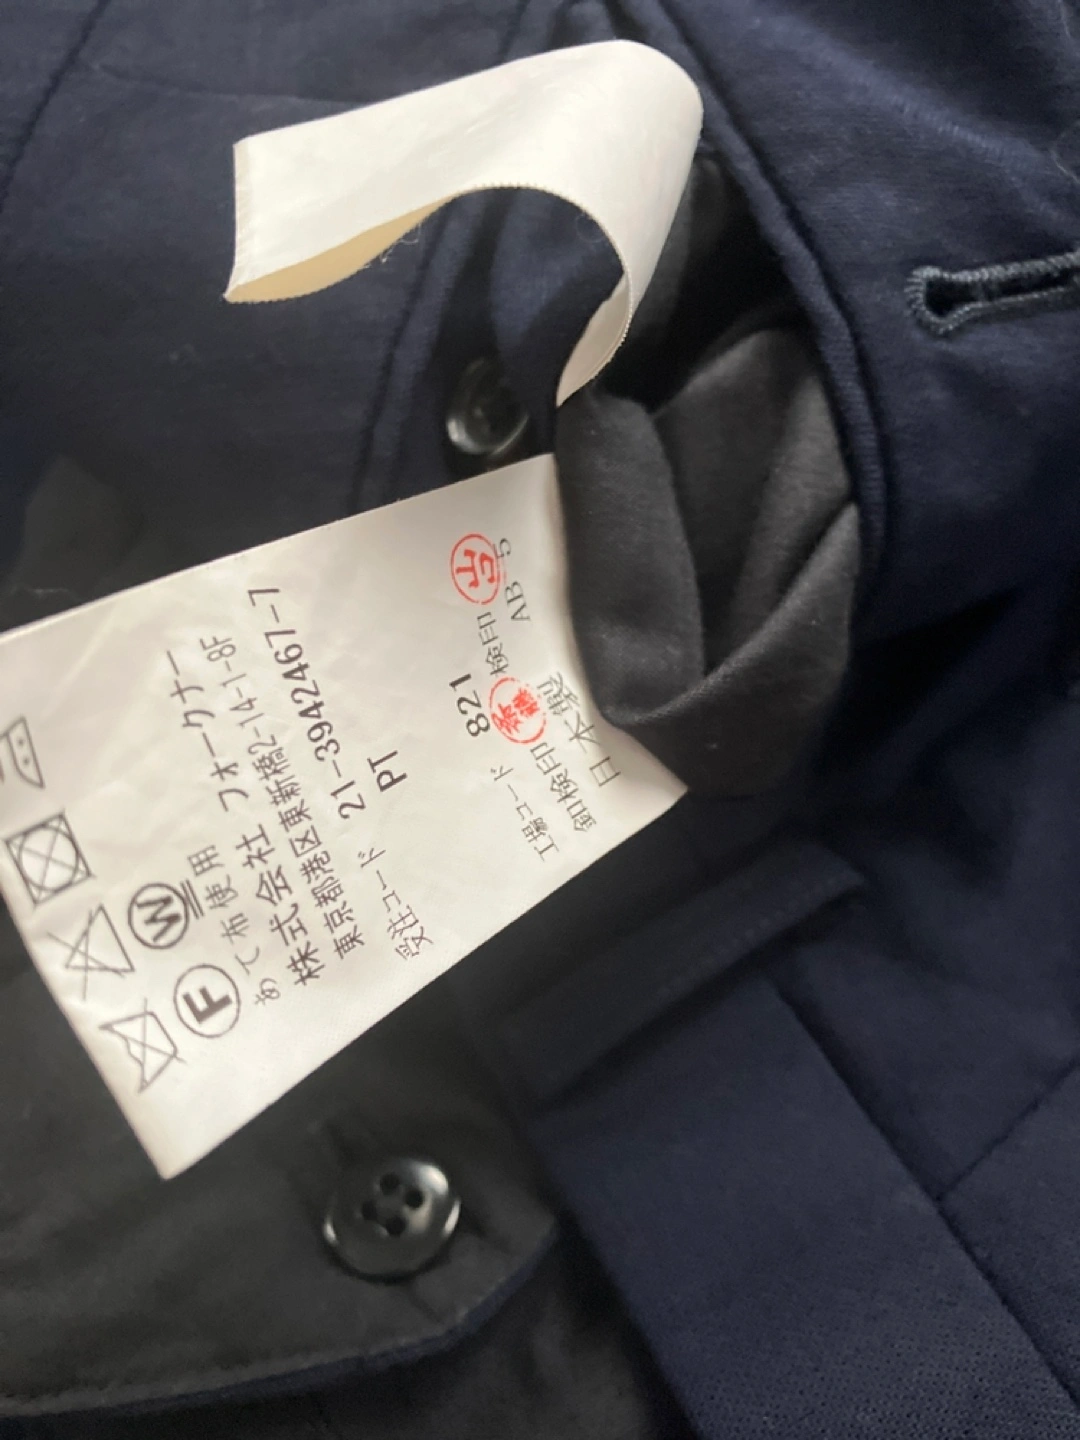 W
F
あて布使用
株式会社 フォークナー
東京都港区東新橋2-14-1-8F
受注コード 21-39424467-7
PT
工場コード 821
釦検印 検印
日本製 AB 5